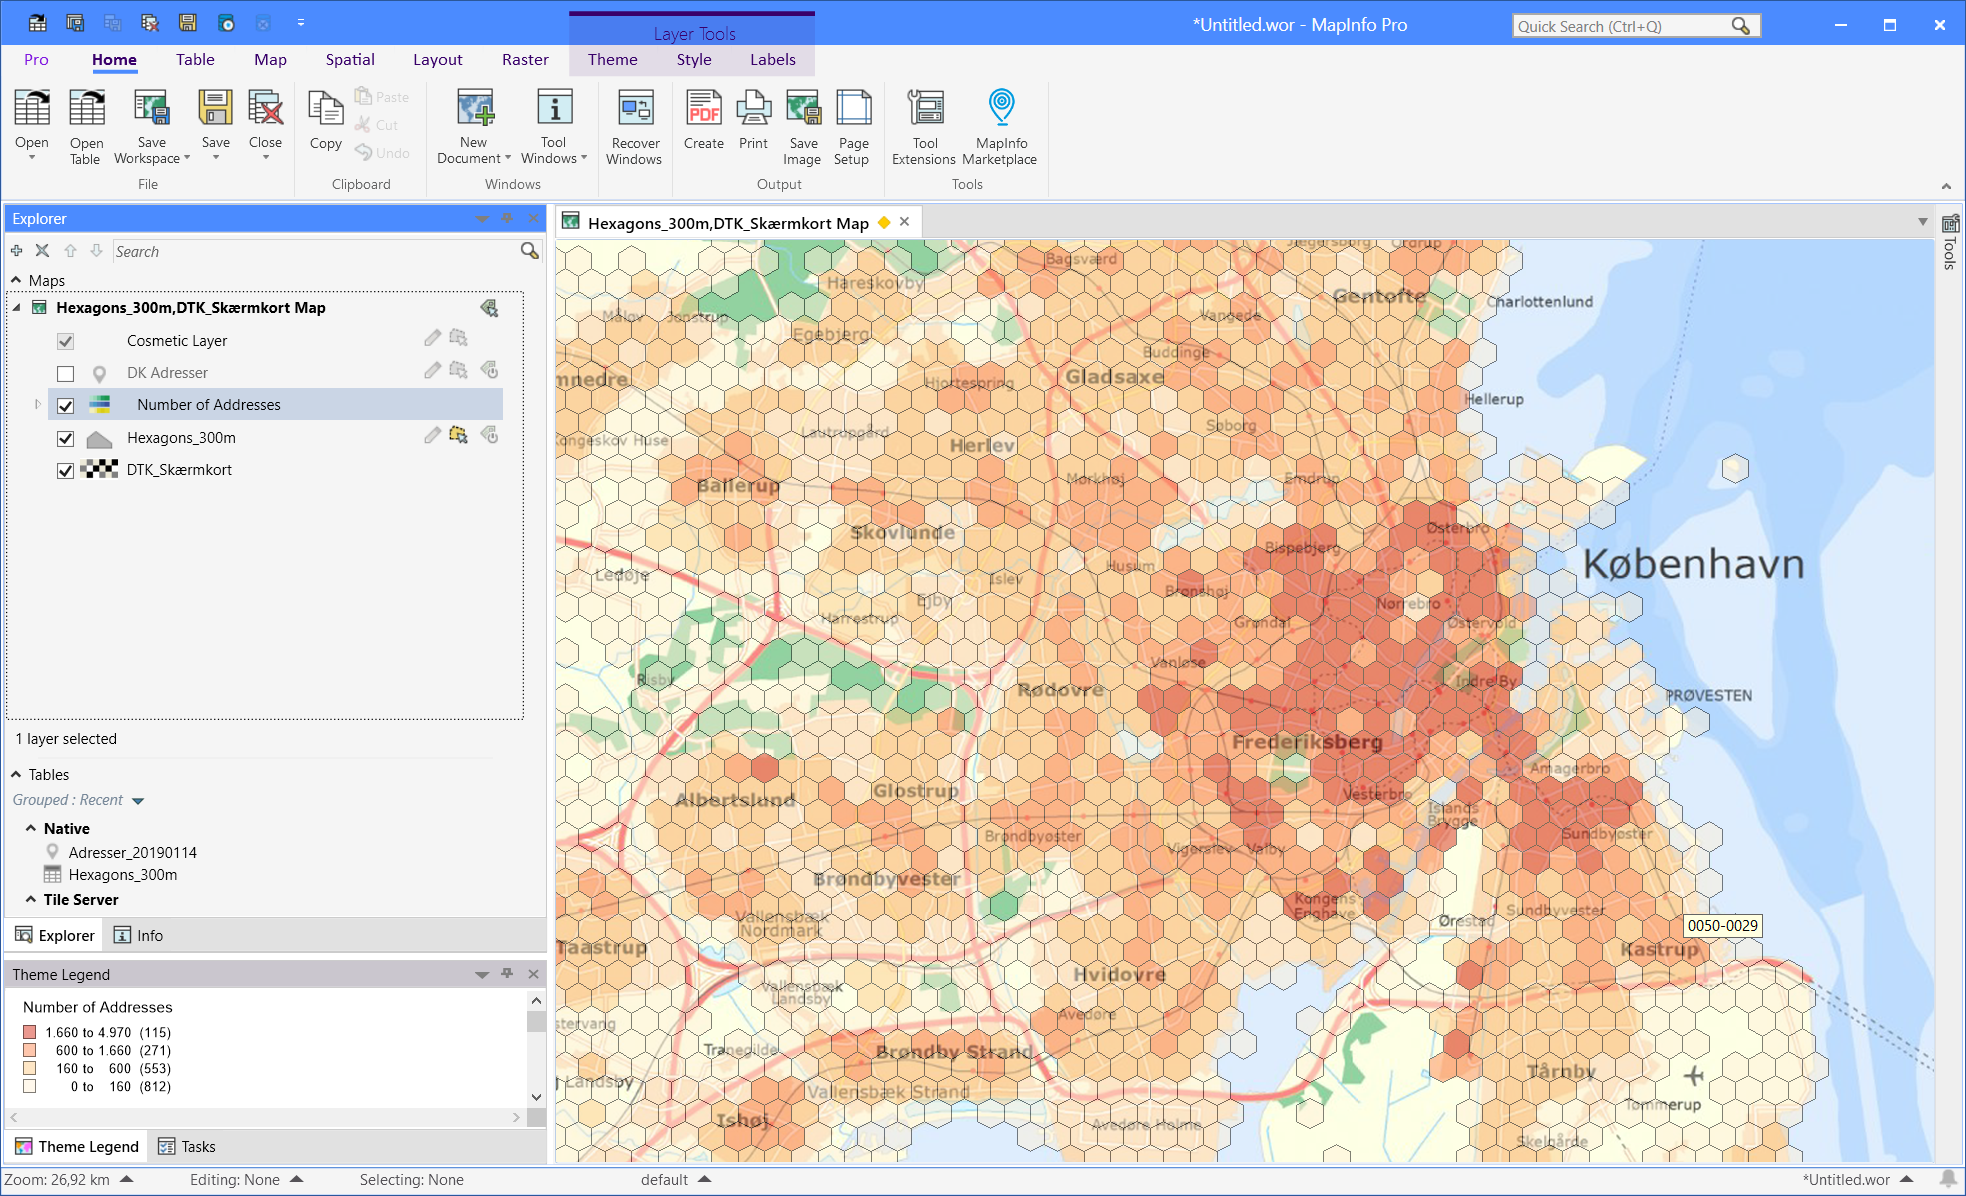 *Untitled.wor - MapInfo Pro
Quick Search (Ctrl+Q)
Layer Tools
Pro Home Table Map Spatial Layout Raster Theme Style Labels
Open
Open Table
Save Workspace
Save
Close
File
Copy
Paste
Cut
Undo
Clipboard
New Document
Tool Windows
Windows
Recover Windows
PDF
Create
Print
Save Image
Page Setup
Output
Tool Extensions
MapInfo Marketplace
Tools
Explorer
Search
Maps
Hexagons_300m,DTK_Skærmkort Map
Cosmetic Layer
DK Adresser
Number of Addresses
Hexagons_300m
DTK_Skærmkort
1 layer selected
Tables
Grouped : Recent
Native
Adresser_20190114
Hexagons_300m
Tile Server
Explorer Info
Theme Legend
Number of Addresses
1.660 to 4.970 (115)
600 to 1.660 (271)
160 to 600 (553)
0 to 160 (812)
Theme Legend Tasks
Hexagons_300m,DTK_Skærmkort Map
Tools
Jægersborg
Ordrup
Bagsværd
Hareskovby
Gentofte
Charlottenlund
Måløv
Jonstrup
Vangede
Egebjerg
Buddinge
mnedre
Hjortespring
Gladsaxe
Hellerup
Søborg
Lautrupgård
ongeskov Huse
Herlev
Mørkhøj
Emdrup
Ballerup
Skovlunde
Østerbro
Bispebjerg
København
Husum
Ledøje
Islev
Brønshøj
Ejby
Nørrebro
Harrestrup
Grøndal
Østervold
Vanløse
Risby
Rødovre
Indre By
PRØVESTEN
Frederiksberg
Amagerbro
Glostrup
Albertslund
Vesterbro
Islands
Brygge
Brøndbyøster
Sundbyøster
Vigerslev
Valby
Brøndbyvester
Kongens
Enghave
Vallensbæk
Nordmark
Ørestad
Sundbyvester
0050-0029
Taastrup
Kastrup
Hvidovre
Vallensbæk
Landsby
Avedøre
stervang
Tranegilde
Brøndby Strand
Tårnby
j Landsby
Vallensbæk Strand
Tømmerup
Ishøj
Avedøre Holme
Skelgårde
Zoom: 26,92 km Editing: None Selecting: None default *Untitled.wor